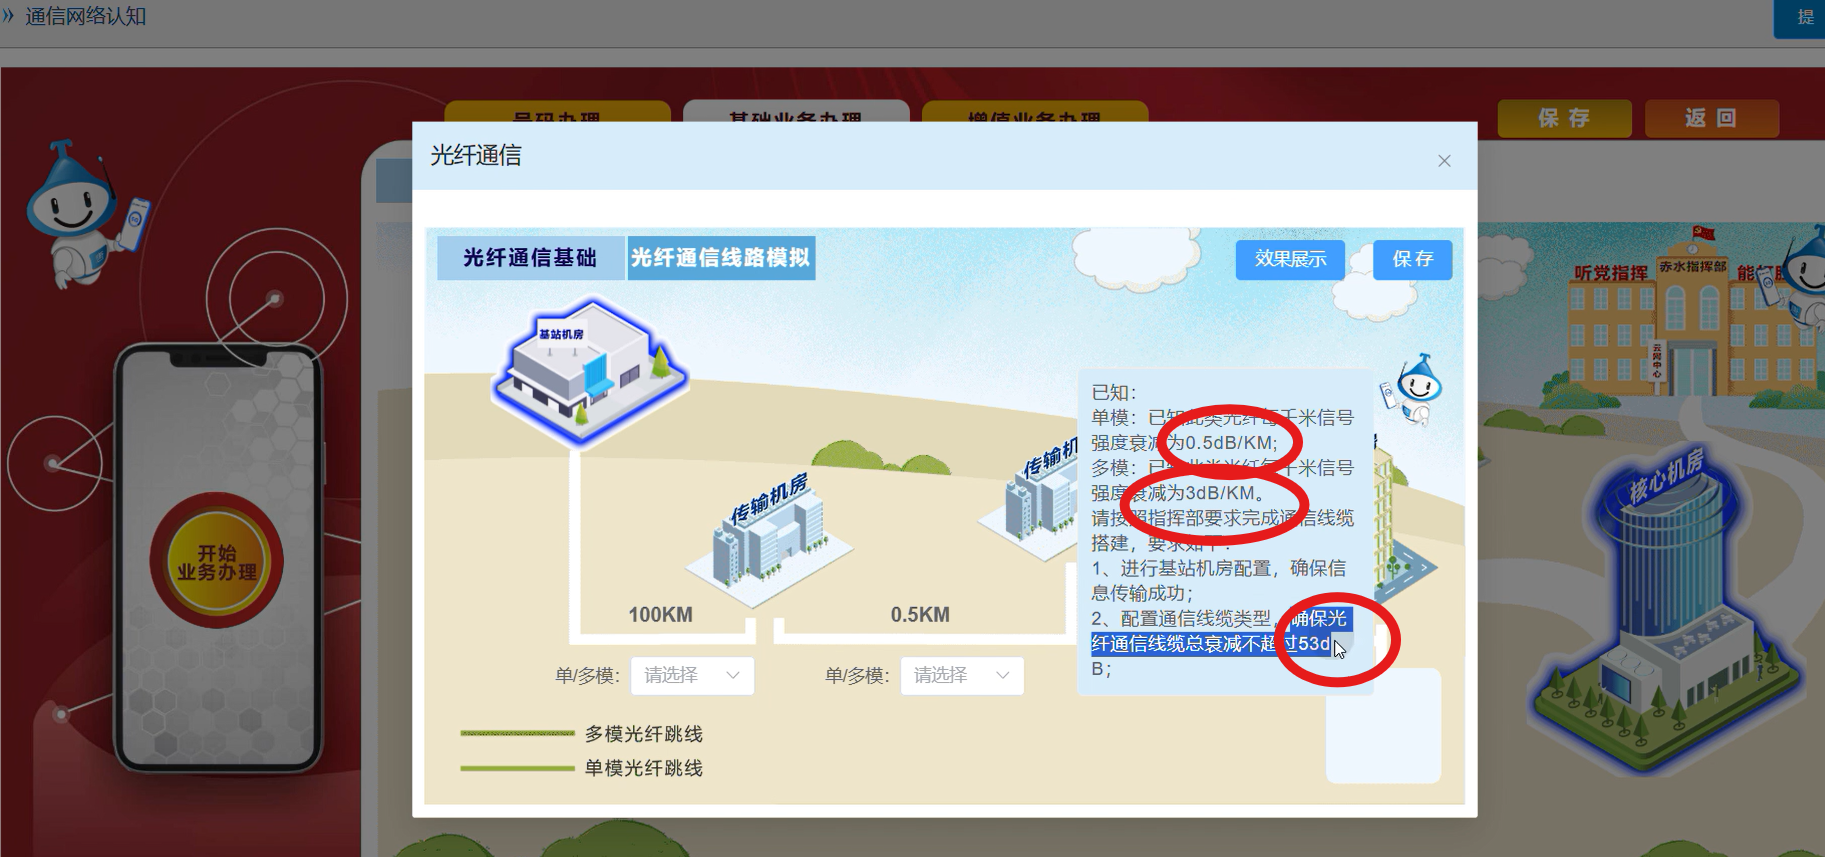 » 通信网络认知
提
号码办理
基础业务办理
增值业务办理
保 存
返 回
光纤通信
×
光纤通信基础
光纤通信线路模拟
效果展示
保 存
基站机房
传输机房
传输机
100KM
0.5KM
单/多模：
请选择
单/多模：
请选择
多模光纤跳线
单模光纤跳线
已知：
单模：已知此类光纤每千米信号
强度衰减为0.5dB/KM;
多模：已知此类光纤每千米信号
强度衰减为3dB/KM。
请按照指挥部要求完成通信线缆
搭建，要求如下：
1、进行基站机房配置，确保信
息传输成功；
2、配置通信线缆类型，确保光
纤通信线缆总衰减不超过53d
B；
开始
业务办理
听党指挥
赤水指挥部
云网中心
核心机房